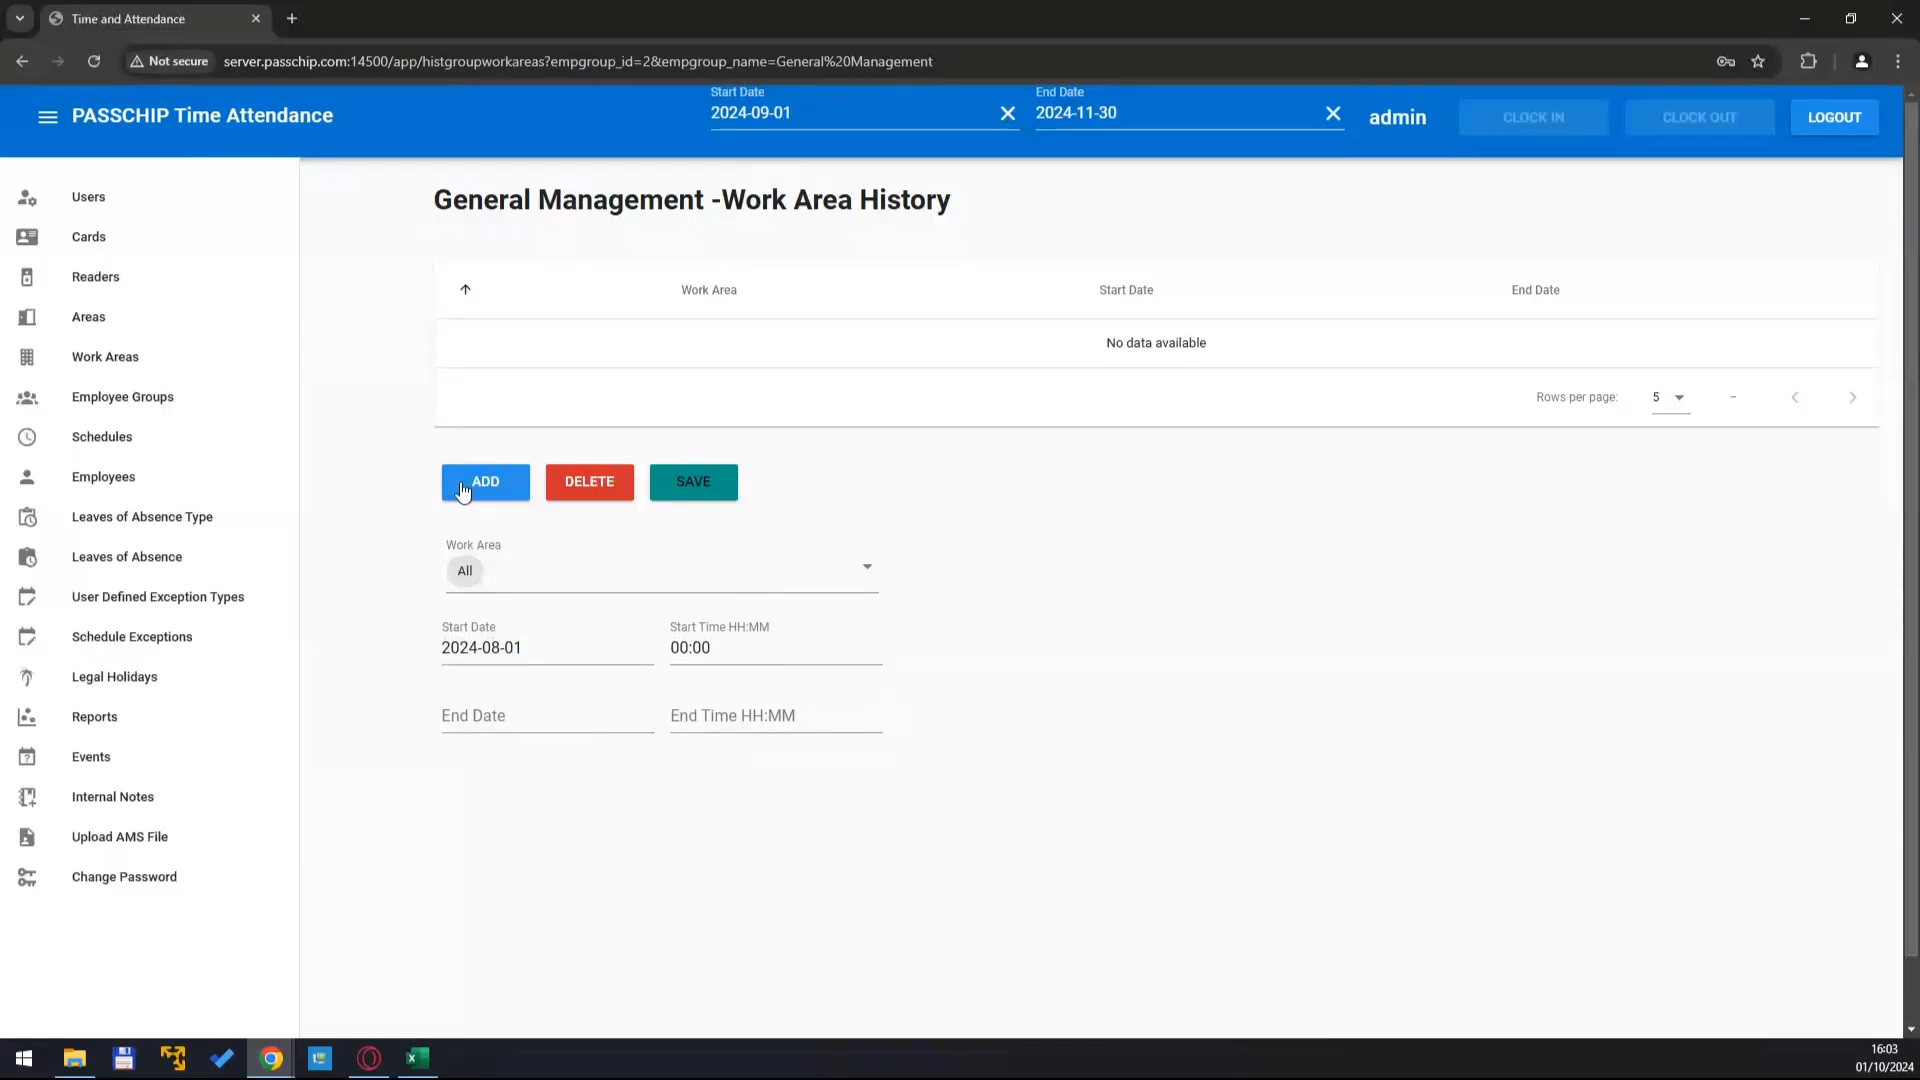 Time and Attendance
Not secure
server.passchip.com:14500/app/histgroupworkareas?empgroup_id=2&empgroup_name=General%20Management
PASSCHIP Time Attendance
Start Date
2024-09-01
End Date
2024-11-30
admin
CLOCK IN
CLOCK OUT
LOGOUT
Users
Cards
Readers
Areas
Work Areas
Employee Groups
Schedules
Employees
Leaves of Absence Type
Leaves of Absence
User Defined Exception Types
Schedule Exceptions
Legal Holidays
Reports
Events
Internal Notes
Upload AMS File
Change Password
General Management -Work Area History
Work Area Start Date End Date
No data available
Rows per page: 5 –
ADD DELETE SAVE
Work Area
All
Start Date Start Time HH:MM
2024-08-01 00:00
End Date End Time HH:MM
16:03
01/10/2024